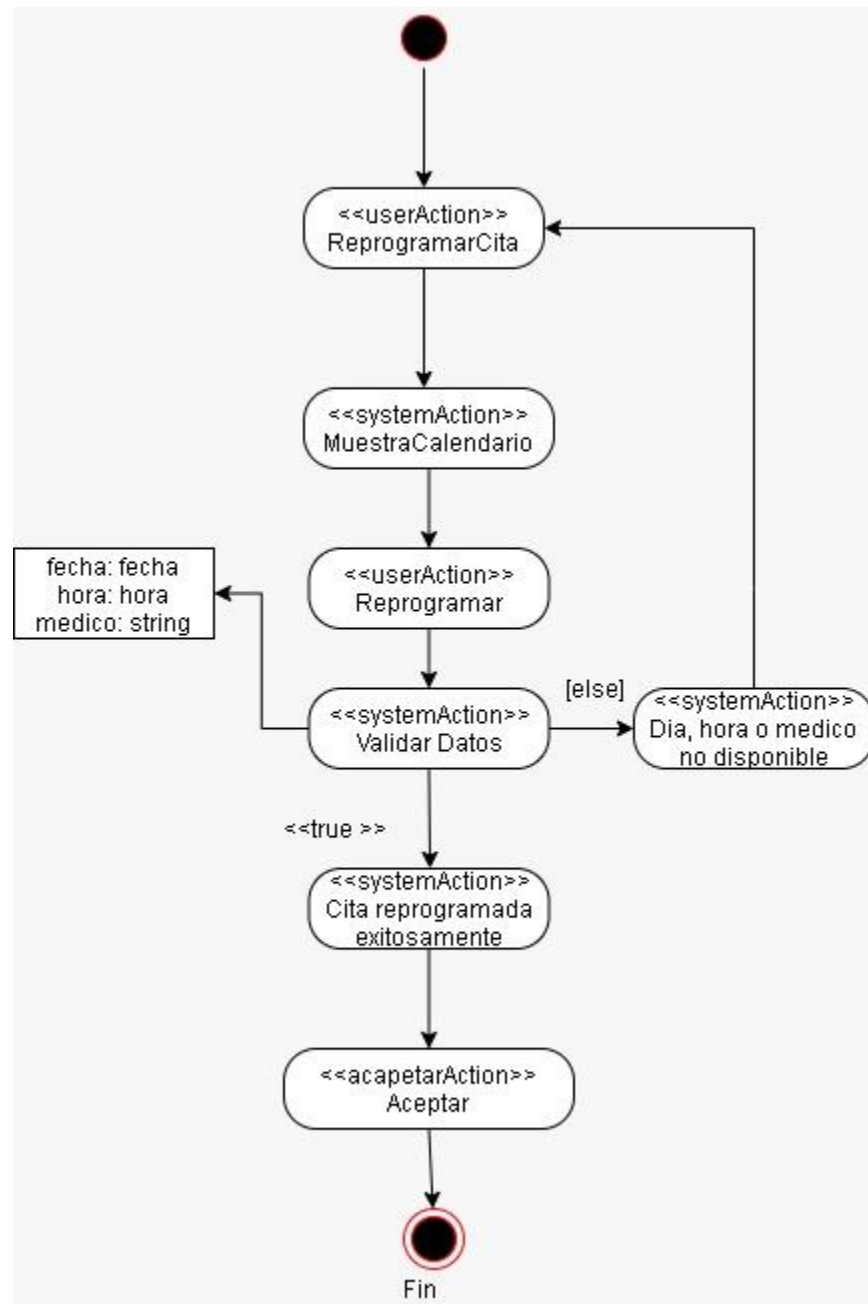 <<userAction>>
ReprogramarCita
<<systemAction>>
MuestraCalendario
<<userAction>>
Reprogramar
fecha: fecha
hora: hora
medico: string
<<systemAction>>
Validar Datos
[else]
<<systemAction>>
Dia, hora o medico
no disponible
<<true >>
<<systemAction>>
Cita reprogramada
exitosamente
<<acapetarAction>>
Aceptar
Fin